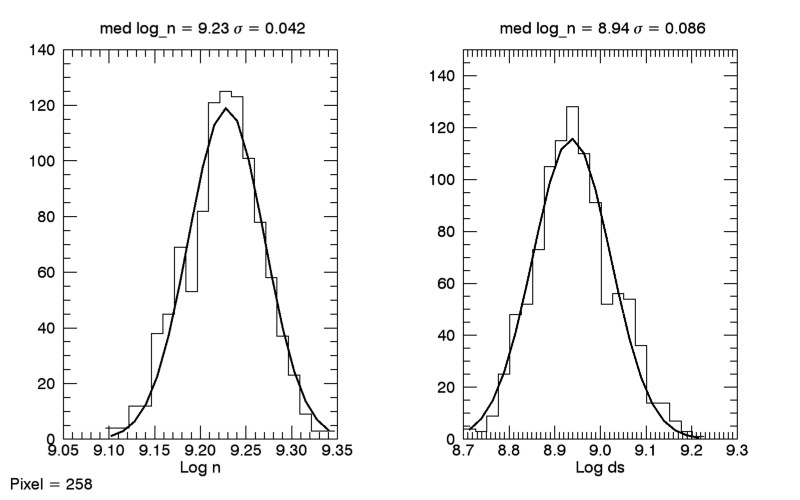 med log_n = 9.23 σ = 0.042
med log_n = 8.94 σ = 0.086
140
120
100
80
60
40
20
0
9.05 9.10 9.15 9.20 9.25 9.30 9.35
Log n
140
120
100
80
60
40
20
0
8.7 8.8 8.9 9.0 9.1 9.2 9.3
Log ds
Pixel = 258